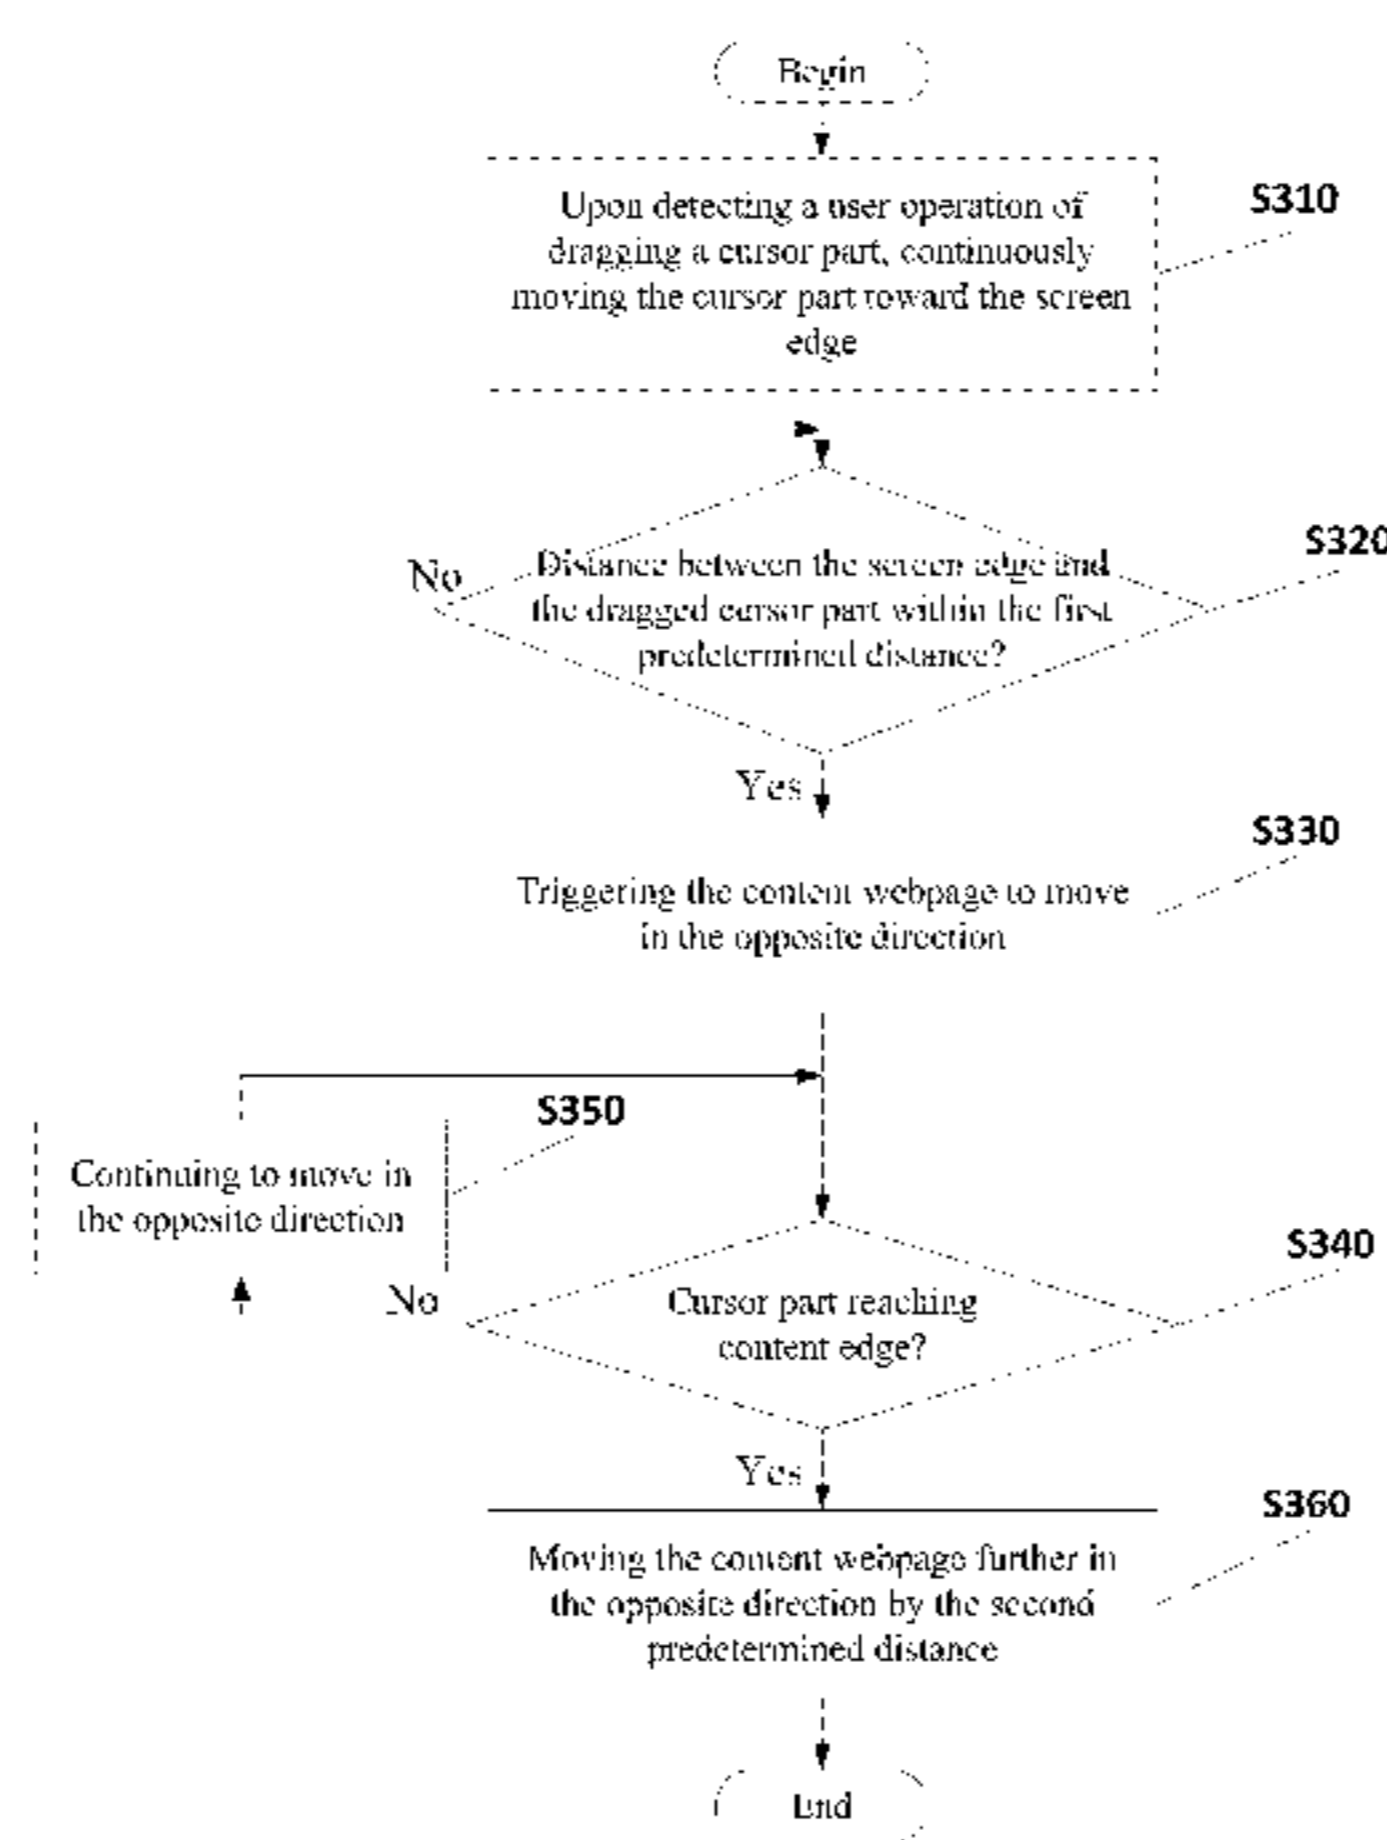 Begin
Upon detecting a user operation of
dragging a cursor part, continuously
moving the cursor part toward the screen
edge
S310
No
Distance between the screen edge and
the dragged cursor part within the first
predetermined distance?
S320
Yes
S330
Triggering the content webpage to move
in the opposite direction
S350
Continuing to move in
the opposite direction
No
Cursor part reaching
content edge?
S340
Yes
S360
Moving the content webpage further in
the opposite direction by the second
predetermined distance
End